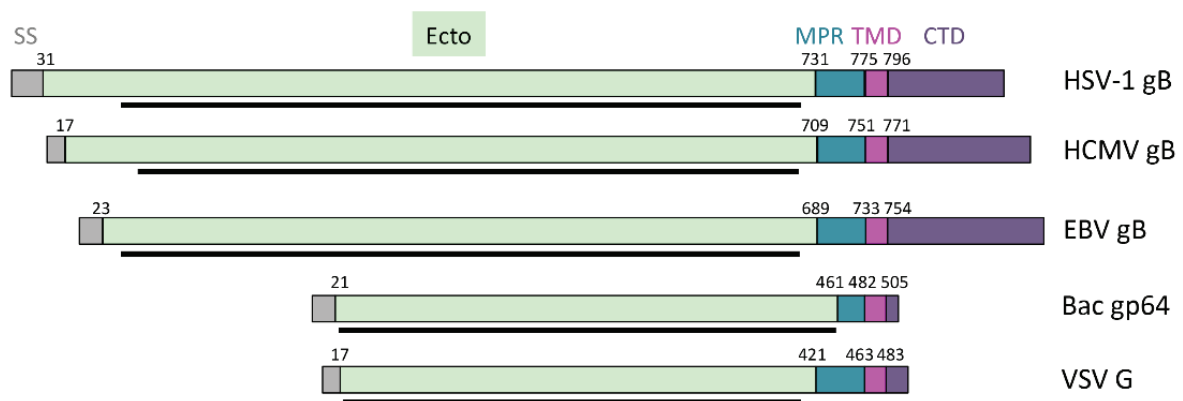 SS Ecto MPR TMD CTD
31 731 775 796
HSV-1 gB
17 709 751 771
HCMV gB
23 689 733 754
EBV gB
21 461 482 505
Bac gp64
17 421 463 483
VSV G